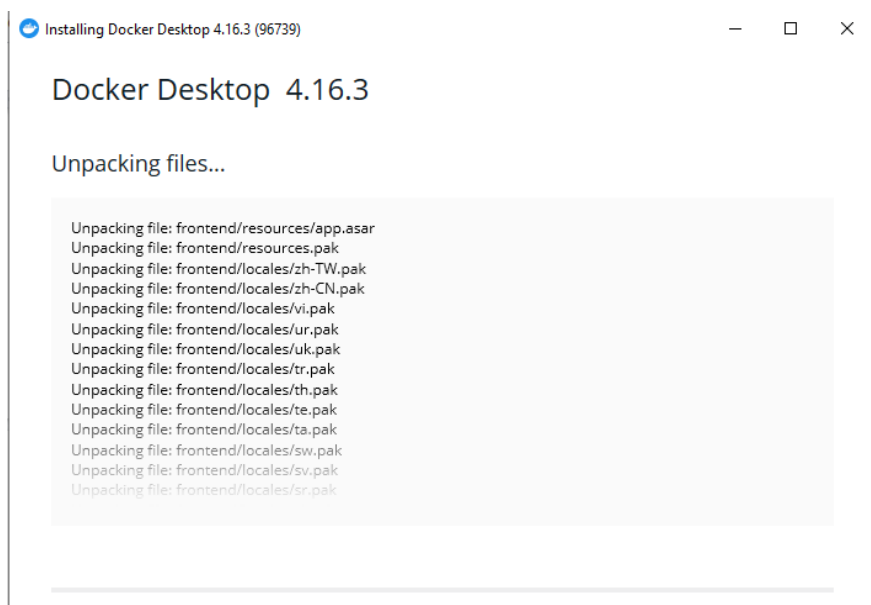 Installing Docker Desktop 4.16.3 (96739)
Docker Desktop 4.16.3
Unpacking files...
Unpacking file: frontend/resources/app.asar
Unpacking file: frontend/resources.pak
Unpacking file: frontend/locales/zh-TW.pak
Unpacking file: frontend/locales/zh-CN.pak
Unpacking file: frontend/locales/vi.pak
Unpacking file: frontend/locales/ur.pak
Unpacking file: frontend/locales/uk.pak
Unpacking file: frontend/locales/tr.pak
Unpacking file: frontend/locales/th.pak
Unpacking file: frontend/locales/te.pak
Unpacking file: frontend/locales/ta.pak
Unpacking file: frontend/locales/sw.pak
Unpacking file: frontend/locales/sv.pak
Unpacking file: frontend/locales/sr.pak